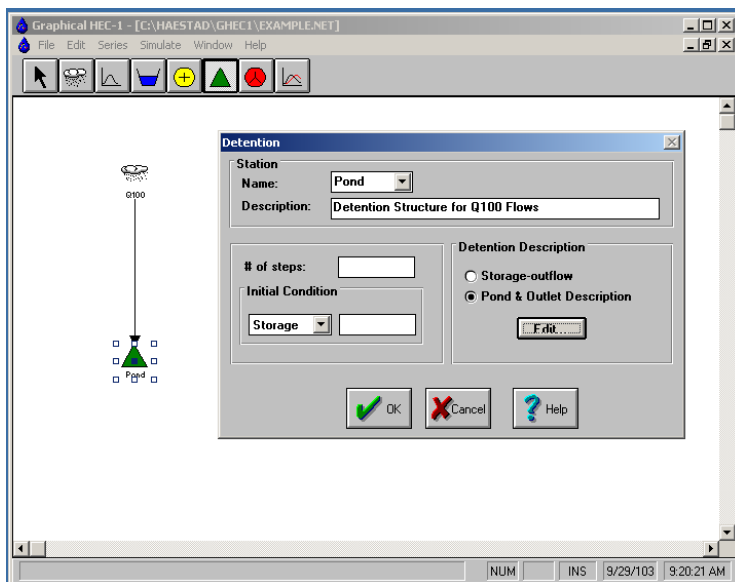 Graphical HEC-1 - [C:\HAESTAD\GHEC1\EXAMPLE.NET]
File Edit Series Simulate Window Help
Q100
Pond
Detention
Station
Name: Pond
Description: Detention Structure for Q100 Flows
# of steps:
Initial Condition
Storage
Detention Description
Storage-outflow
Pond & Outlet Description
Edit...
OK
Cancel
Help
NUM INS 9/29/103 9:20:21 AM